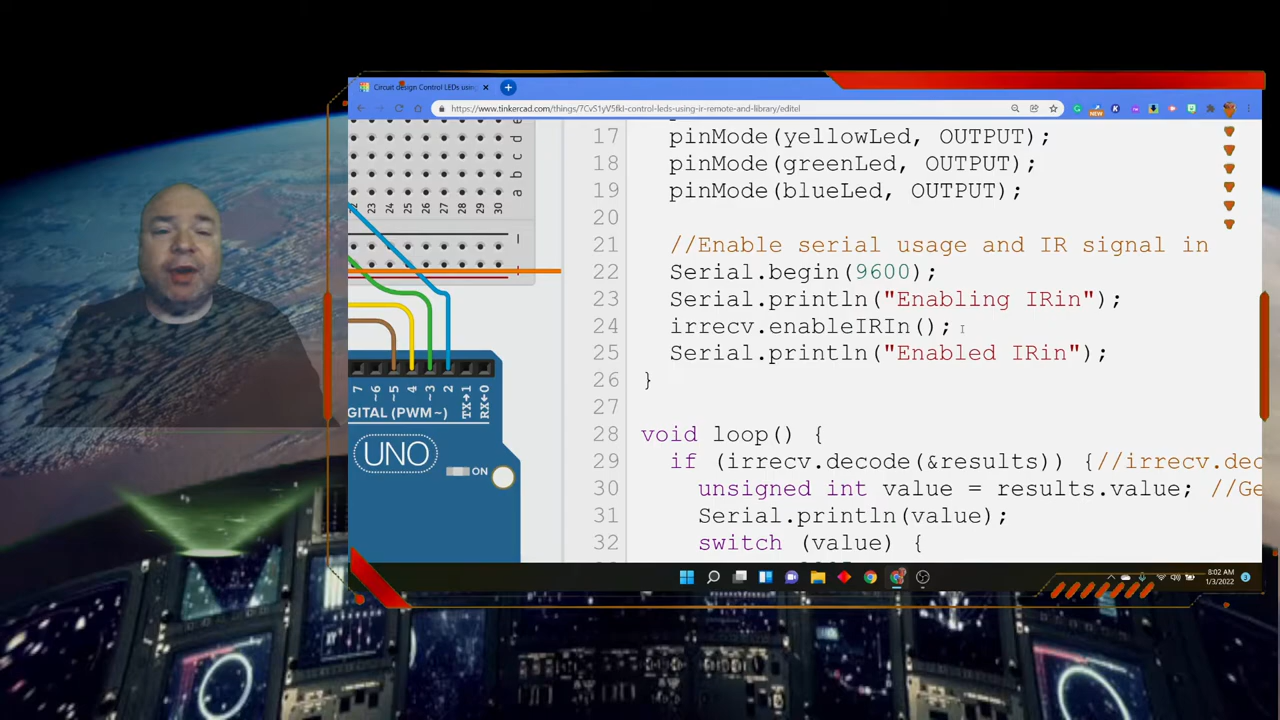 Circuit design Control LEDs usin
https://www.tinkercad.com/things/7CvS1yV5fkI-control-leds-using-ir-remote-and-library/editel
NEW
17 pinMode(yellowLed, OUTPUT);
18 pinMode(greenLed, OUTPUT);
19 pinMode(blueLed, OUTPUT);
20
21 //Enable serial usage and IR signal in
22 Serial.begin(9600);
23 Serial.println("Enabling IRin");
24 irrecv.enableIRIn();
25 Serial.println("Enabled IRin");
26 }
27
28 void loop() {
29 if (irrecv.decode(&results)) {//irrecv.dec
30 unsigned int value = results.value; //Ge
31 Serial.println(value);
32 switch (value) {
c d e
a b c
23 24 25 26 27 28 29 30
7 ~6 ~5 4 ~3 2 TX→1 RX←0
GITAL (PWM~)
UNO
ON
8:02 AM
1/3/2022
3